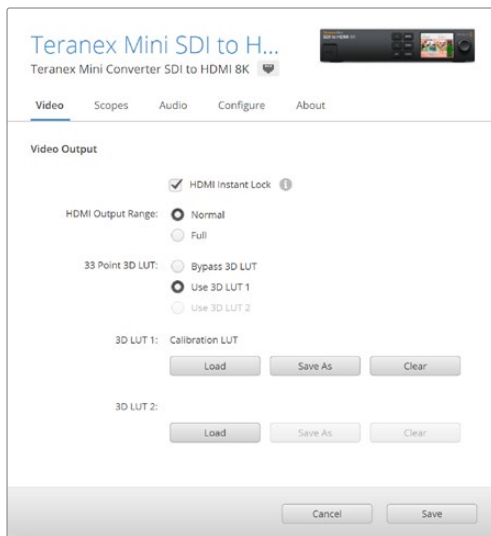 Teranex Mini SDI to H...
Teranex Mini Converter SDI to HDMI 8K
Video Scopes Audio Configure About
Video Output
HDMI Instant Lock
HDMI Output Range: Normal
Full
33 Point 3D LUT: Bypass 3D LUT
Use 3D LUT 1
Use 3D LUT 2
3D LUT 1: Calibration LUT
Load Save As Clear
3D LUT 2:
Load Save As Clear
Cancel Save